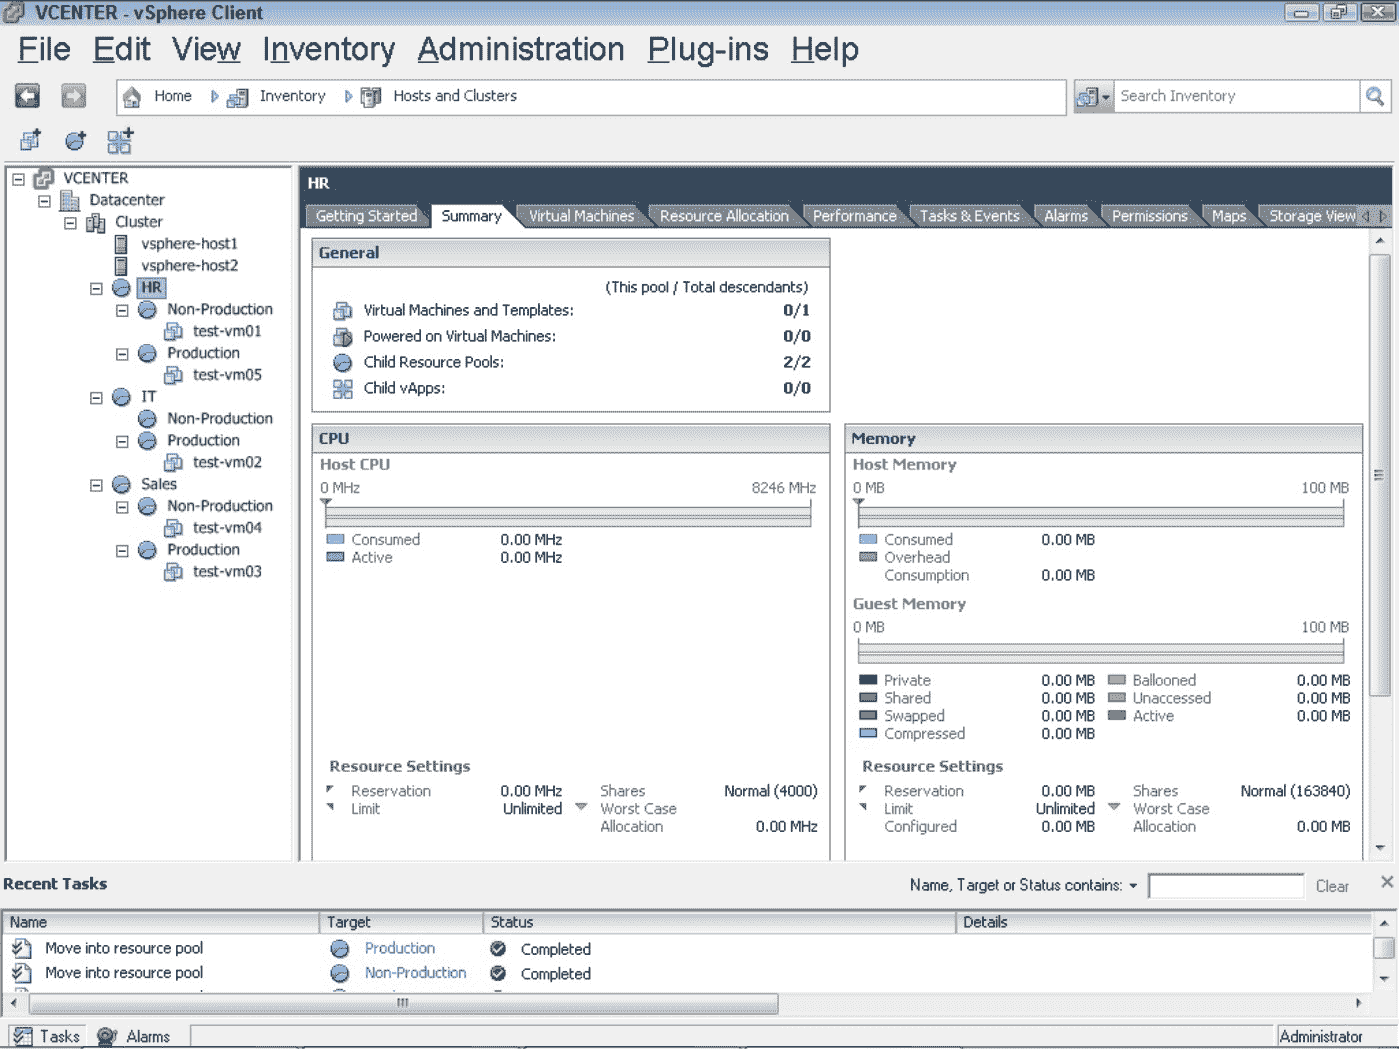 VCENTER - vSphere Client
File Edit View Inventory Administration Plug-ins Help
Home Inventory Hosts and Clusters Search Inventory
VCENTER
Datacenter
Cluster
vsphere-host1
vsphere-host2
HR
Non-Production
test-vm01
Production
test-vm05
IT
Non-Production
Production
test-vm02
Sales
Non-Production
test-vm04
Production
test-vm03
HR
Getting Started Summary Virtual Machines Resource Allocation Performance Tasks & Events Alarms Permissions Maps Storage View
General
(This pool / Total descendants)
Virtual Machines and Templates: 0/1
Powered on Virtual Machines: 0/0
Child Resource Pools: 2/2
Child vApps: 0/0
CPU
Host CPU
0 MHz 8246 MHz
Consumed 0.00 MHz
Active 0.00 MHz
Resource Settings
Reservation 0.00 MHz Shares Normal (4000)
Limit Unlimited Worst Case
Allocation 0.00 MHz
Memory
Host Memory
0 MB 100 MB
Consumed 0.00 MB
Overhead
Consumption 0.00 MB
Guest Memory
0 MB 100 MB
Private 0.00 MB Ballooned 0.00 MB
Shared 0.00 MB Unaccessed 0.00 MB
Swapped 0.00 MB Active 0.00 MB
Compressed 0.00 MB
Resource Settings
Reservation 0.00 MB Shares Normal (163840)
Limit Unlimited Worst Case
Configured 0.00 MB Allocation 0.00 MB
Recent Tasks Name, Target or Status contains: Clear
Name Target Status Details
Move into resource pool Production Completed
Move into resource pool Non-Production Completed
Tasks Alarms Administrator